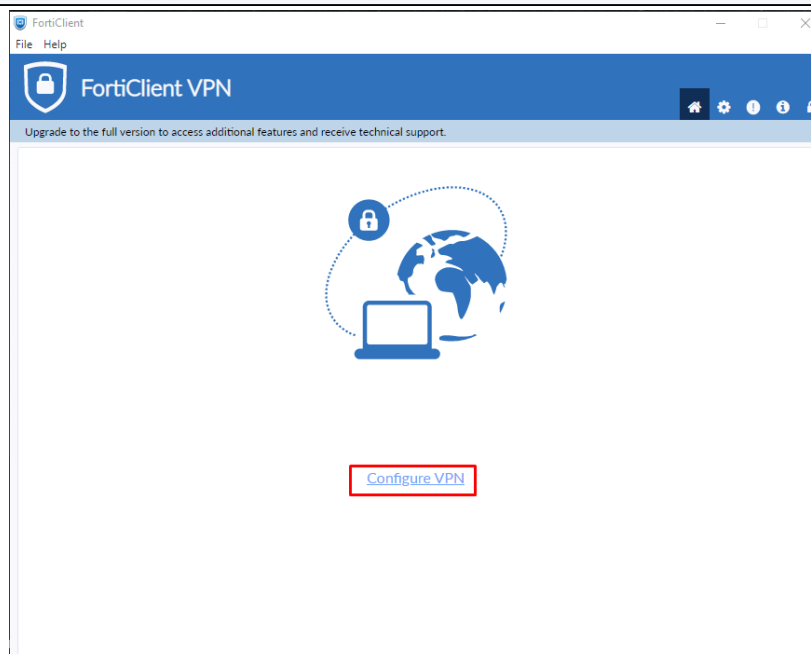 FortiClient
File Help
FortiClient VPN
Upgrade to the full version to access additional features and receive technical support.
Configure VPN